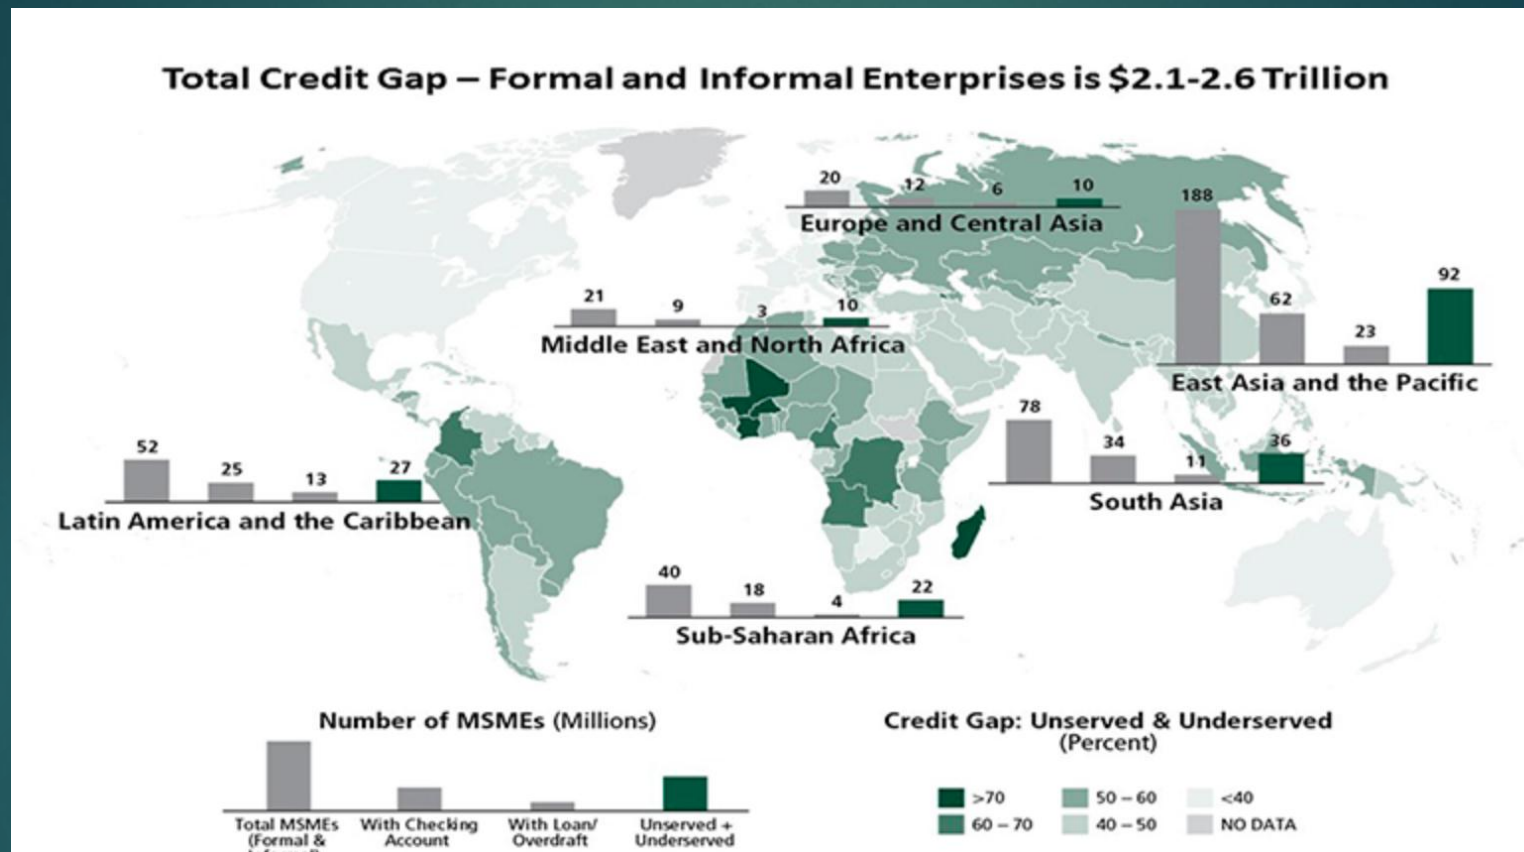 Total Credit Gap – Formal and Informal Enterprises is $2.1-2.6 Trillion
20 12 6 10
Europe and Central Asia
188 62 23 92
East Asia and the Pacific
21 9 3 10
Middle East and North Africa
78 34 11 36
South Asia
52 25 13 27
Latin America and the Caribbean
40 18 4 22
Sub-Saharan Africa
Number of MSMEs (Millions)
Total MSMEs
(Formal &
With Checking
Account
With Loan/
Overdraft
Unserved +
Underserved
Credit Gap: Unserved & Underserved
(Percent)
>70 50 – 60 <40
60 – 70 40 – 50 NO DATA